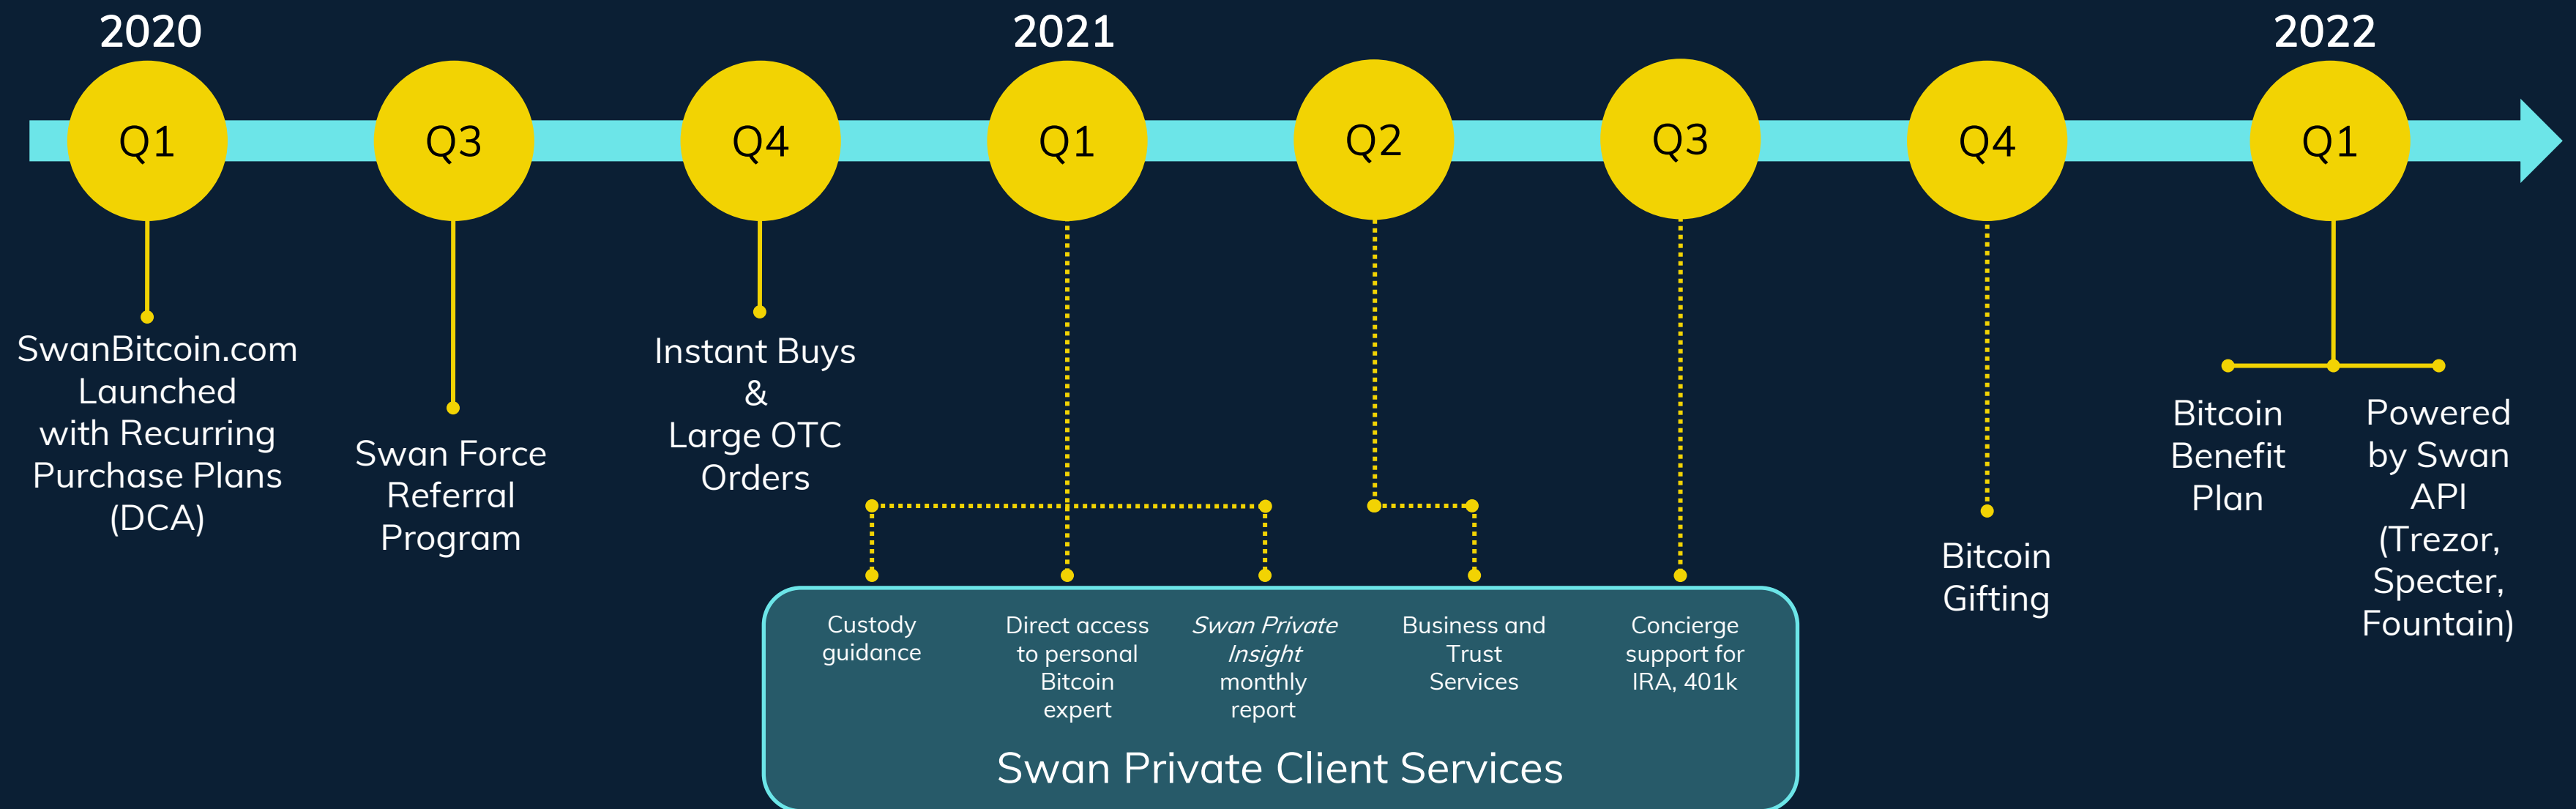 2020
2021
2022
Q1
Q3
Q4
Q1
Q2
Q3
Q4
Q1
SwanBitcoin.com
Launched
with Recurring
Purchase Plans
(DCA)
Swan Force
Referral
Program
Instant Buys
&
Large OTC
Orders
Custody
guidance
Direct access
to personal
Bitcoin
expert
Swan Private
Insight
monthly
report
Business and
Trust
Services
Concierge
support for
IRA, 401k
Swan Private Client Services
Bitcoin
Gifting
Bitcoin
Benefit
Plan
Powered
by Swan
API
(Trezor,
Specter,
Fountain)